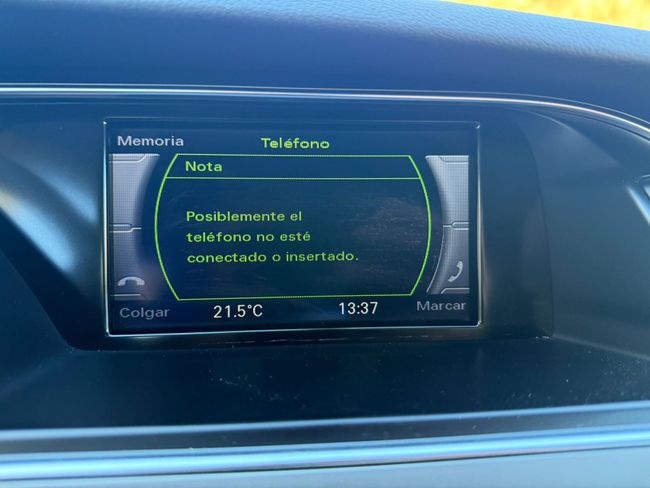 Memoria
Teléfono
Nota
Posiblemente el
teléfono no esté
conectado o insertado.
Colgar
21.5°C
13:37
Marcar